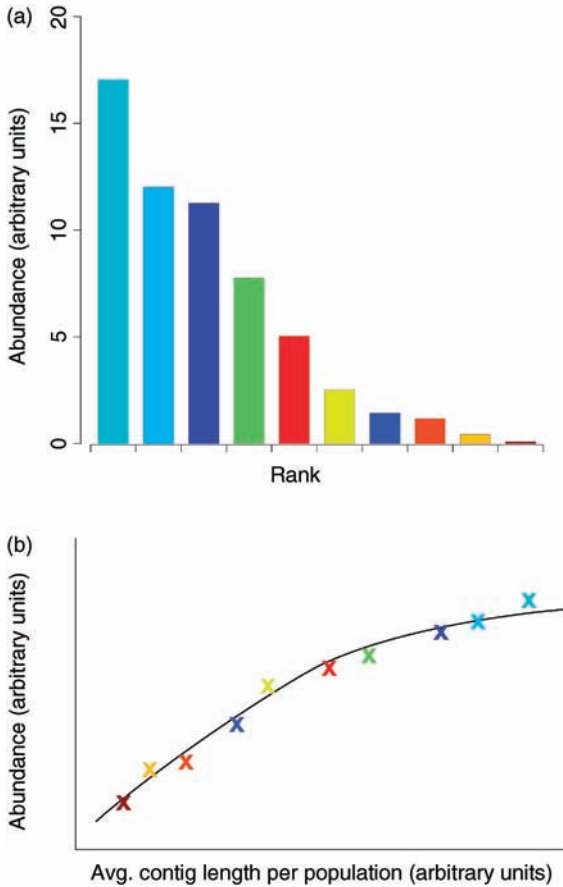 (a)
20
15
10
5
0
Abundance (arbitrary units)
Rank
(b)
Abundance (arbitrary units)
X X X X X X X X X X
Avg. contig length per population (arbitrary units)